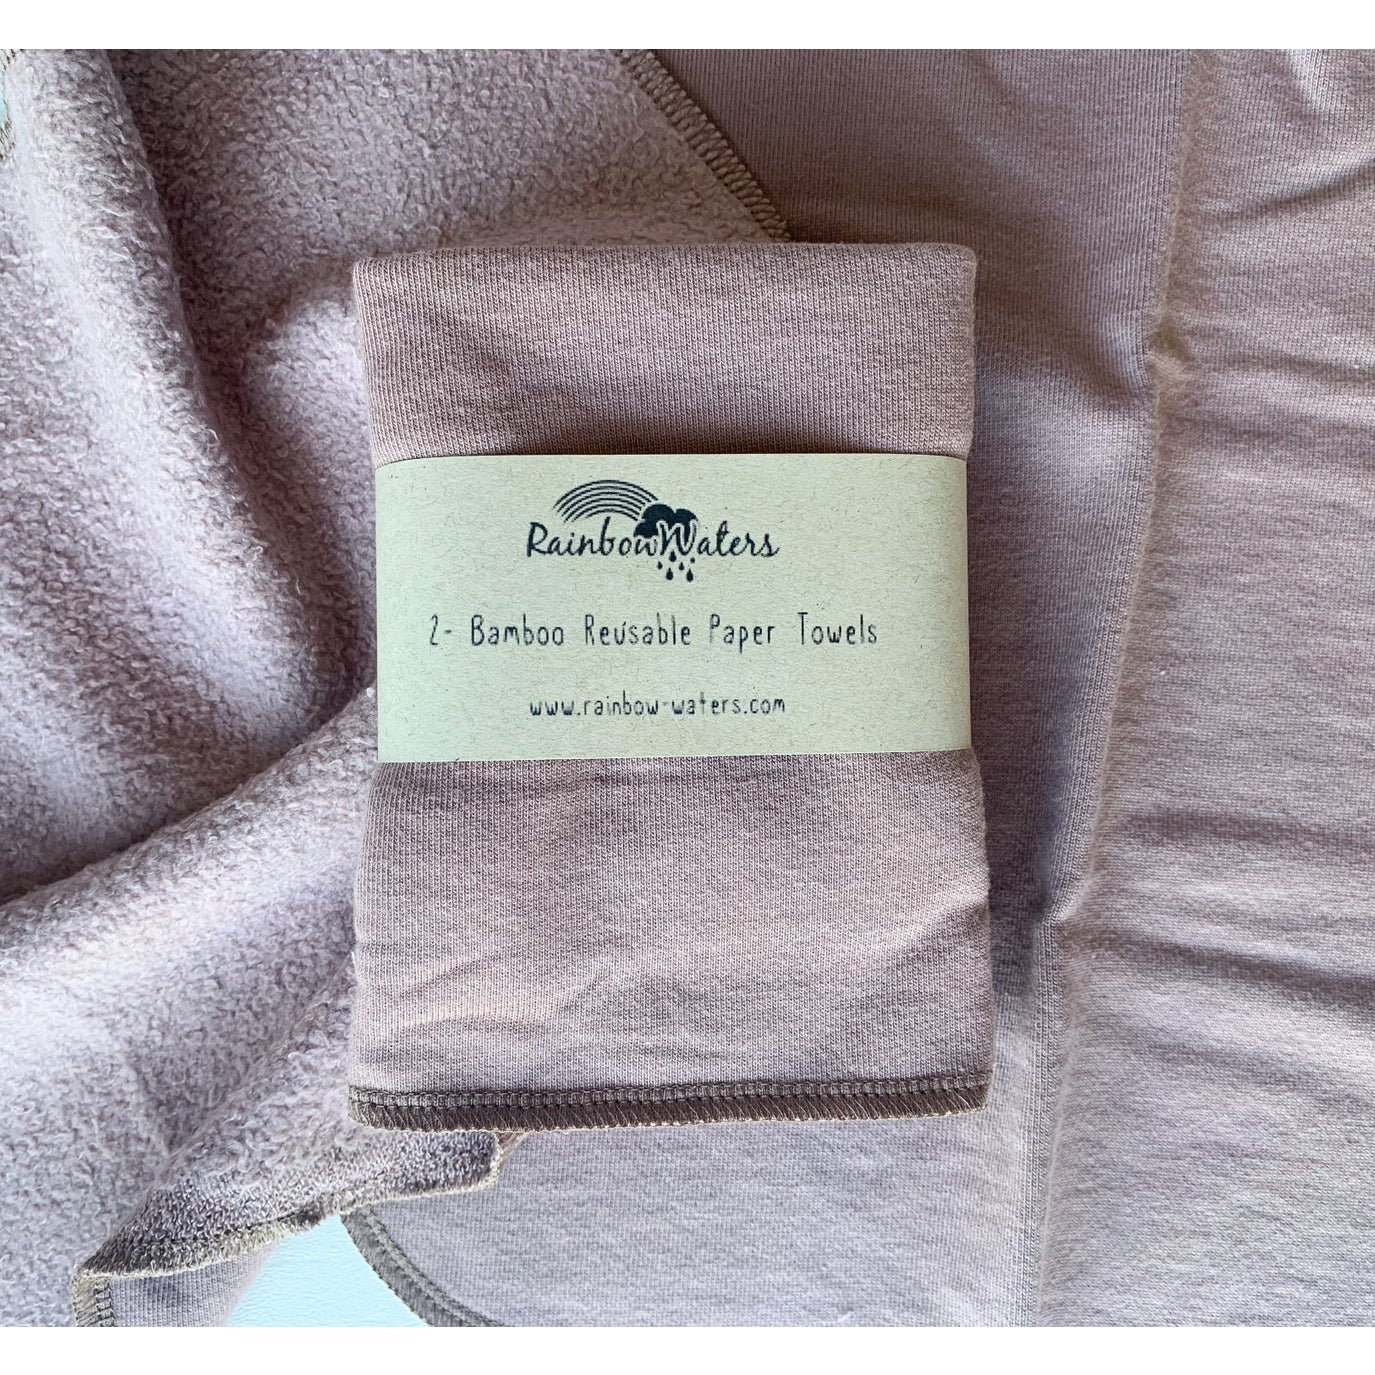 RainbowWaters
2- Bamboo Reusable Paper Towels
www.rainbow-waters.com